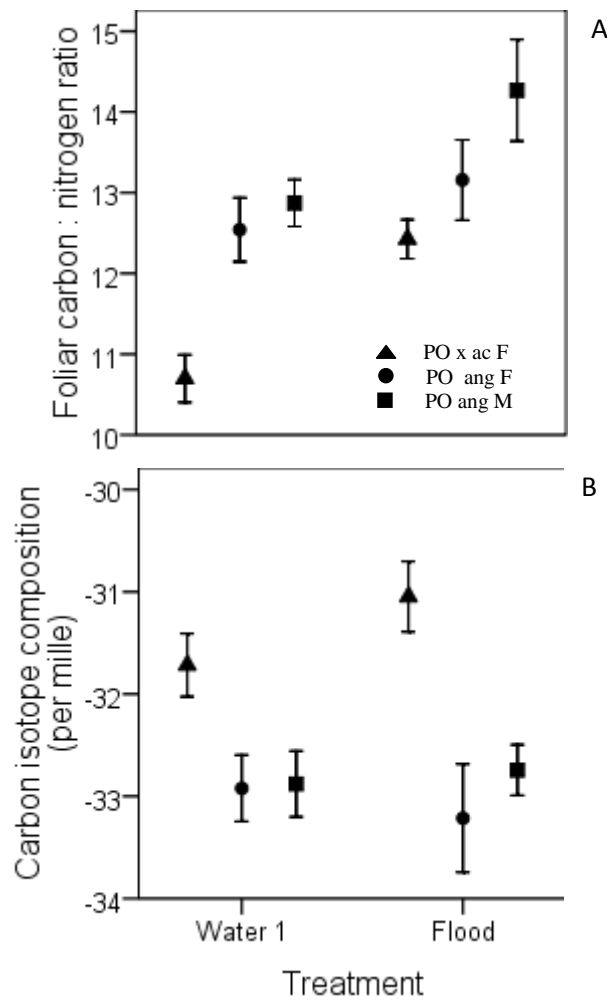 A
Foliar carbon : nitrogen ratio
15
14
13
12
11
10
PO x ac F
PO ang F
PO ang M
B
Carbon isotope composition
(per mille)
-30
-31
-32
-33
-34
Water 1
Flood
Treatment